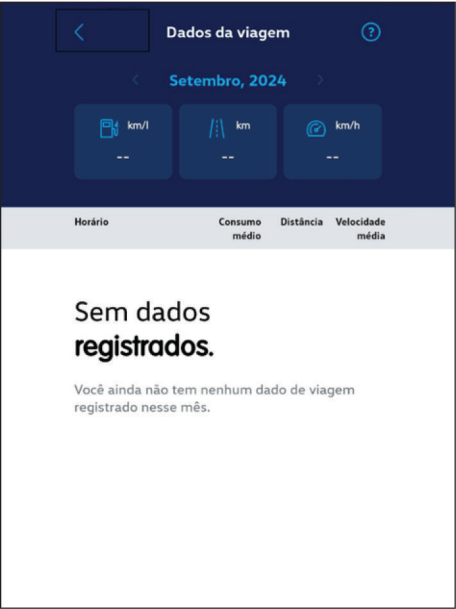 Dados da viagem
Setembro, 2024
km/l
km
km/h
--
--
--
Horário
Consumo médio
Distância
Velocidade média
Sem dados
registrados.
Você ainda não tem nenhum dado de viagem
registrado nesse mês.